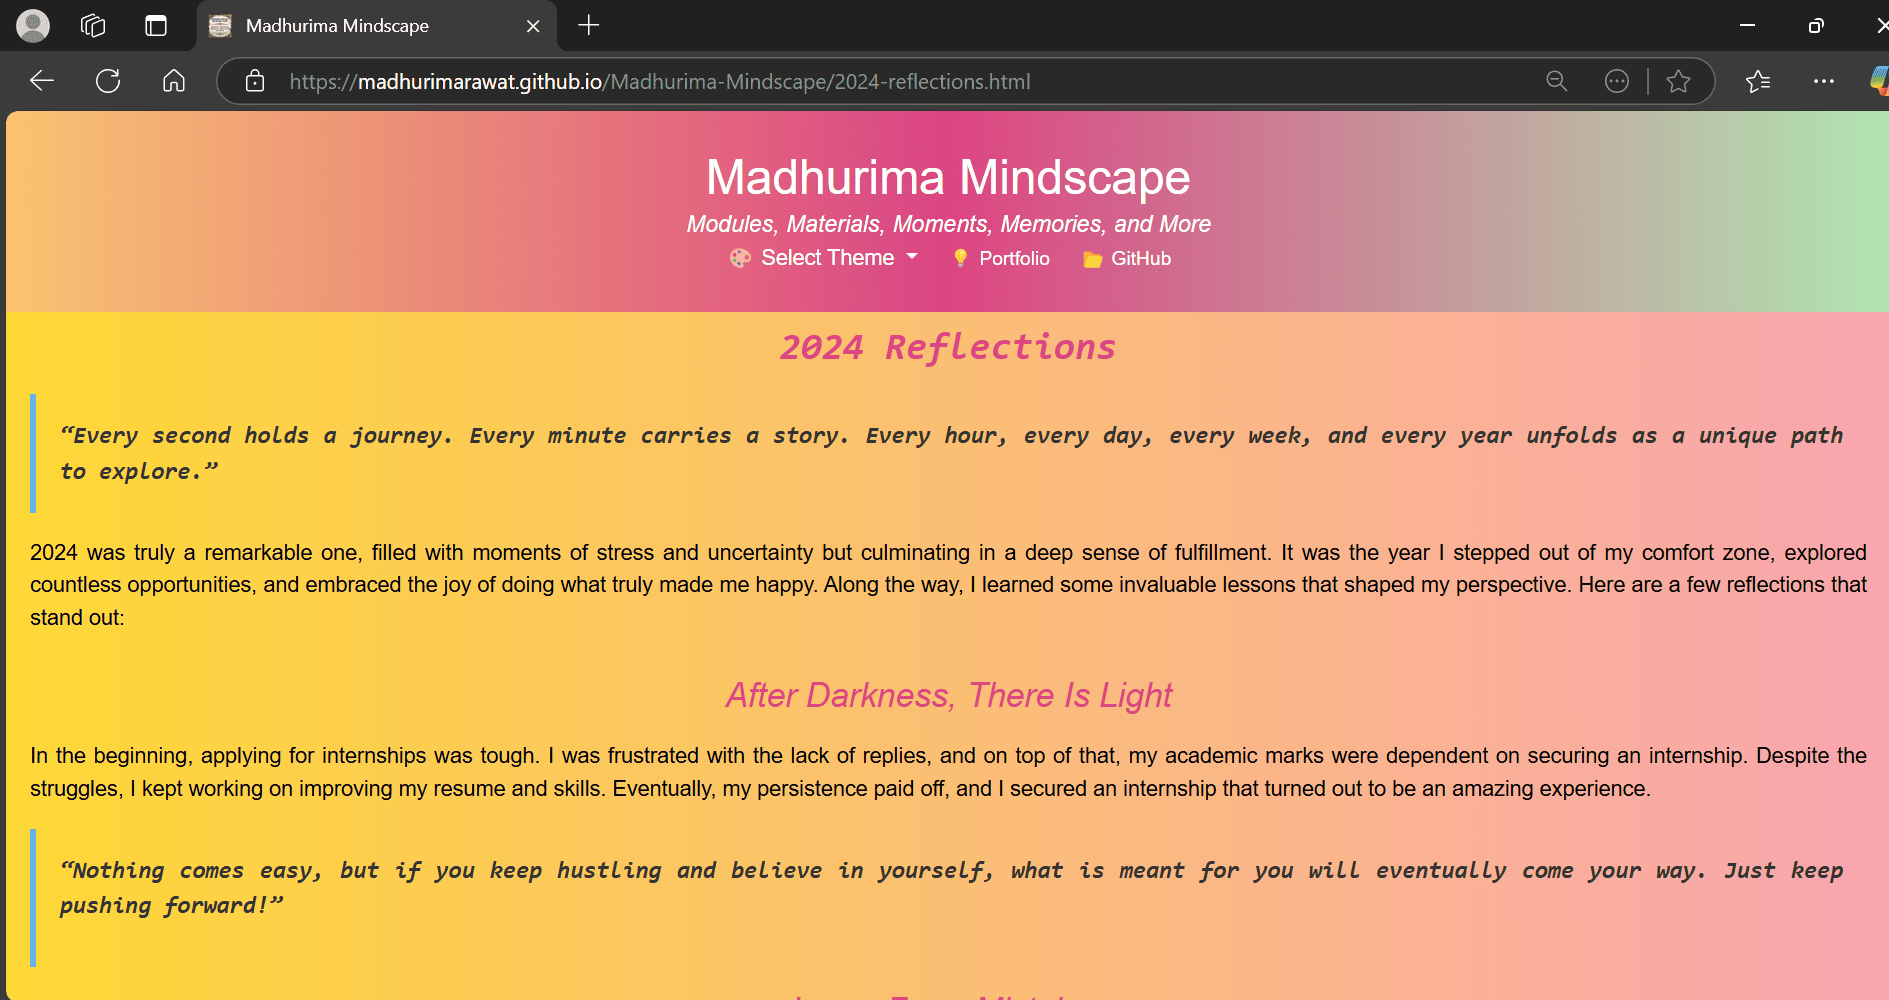 Madhurima Mindscape
https://madhurimarawat.github.io/Madhurima-Mindscape/2024-reflections.html
Madhurima Mindscape
Modules, Materials, Moments, Memories, and More
Select Theme Portfolio GitHub
2024 Reflections
“Every second holds a journey. Every minute carries a story. Every hour, every day, every week, and every year unfolds as a unique path
to explore.”
2024 was truly a remarkable one, filled with moments of stress and uncertainty but culminating in a deep sense of fulfillment. It was the year I stepped out of my comfort zone, explored
countless opportunities, and embraced the joy of doing what truly made me happy. Along the way, I learned some invaluable lessons that shaped my perspective. Here are a few reflections that
stand out:
After Darkness, There Is Light
In the beginning, applying for internships was tough. I was frustrated with the lack of replies, and on top of that, my academic marks were dependent on securing an internship. Despite the
struggles, I kept working on improving my resume and skills. Eventually, my persistence paid off, and I secured an internship that turned out to be an amazing experience.
“Nothing comes easy, but if you keep hustling and believe in yourself, what is meant for you will eventually come your way. Just keep
pushing forward!”